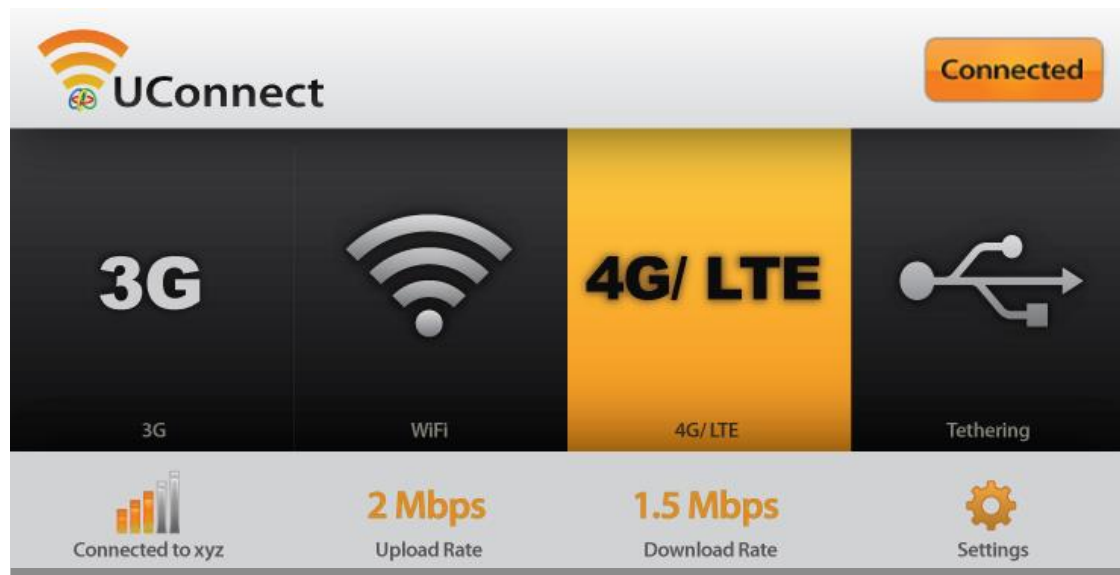 UConnect
Connected
3G
4G/ LTE
3G
WiFi
4G/ LTE
Tethering
2 Mbps
1.5 Mbps
Connected to xyz
Upload Rate
Download Rate
Settings